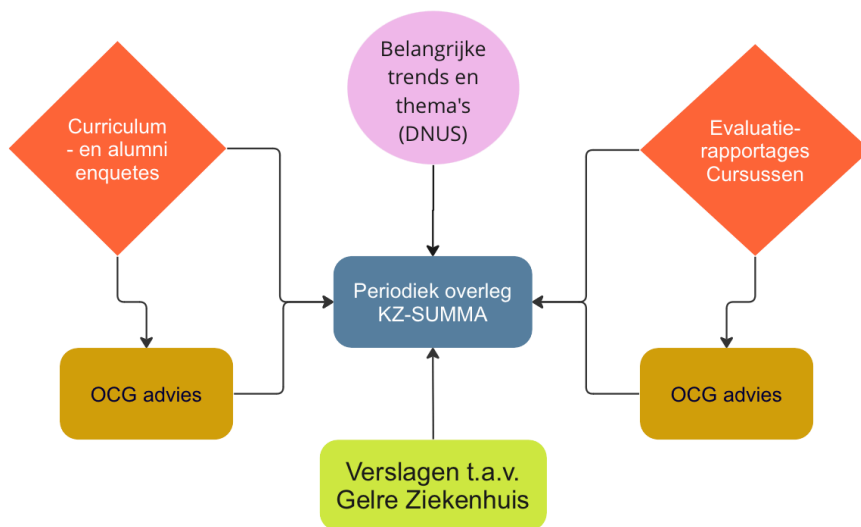 Belangrijke
trends en
thema's
(DNUS)
Curriculum
- en alumni
enquetes
Evaluatie-
rapportages
Cursussen
Periodiek overleg
KZ-SUMMA
OCG advies
OCG advies
Verslagen t.a.v.
Gelre Ziekenhuis